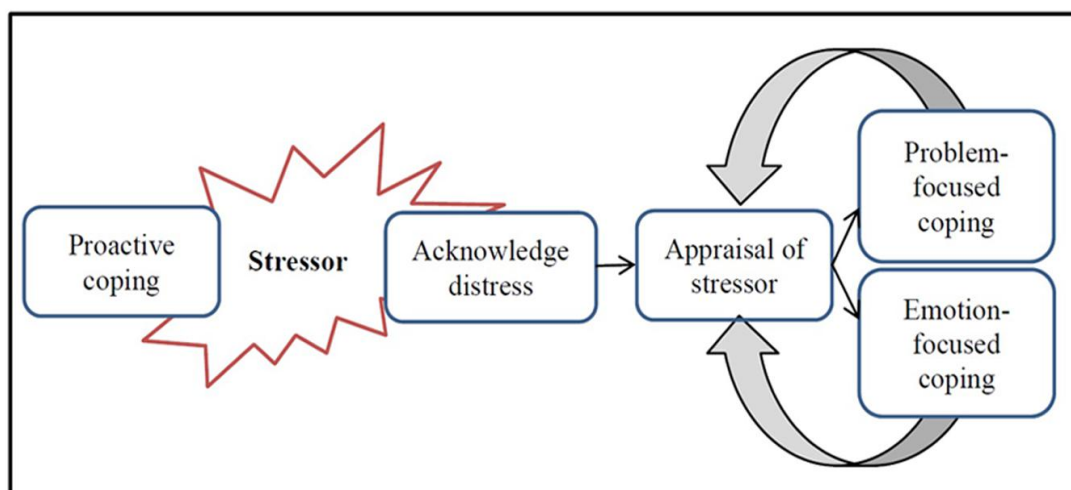 Proactive
coping
Stressor
Acknowledge
distress
Appraisal of
stressor
Problem-
focused
coping
Emotion-
focused
coping